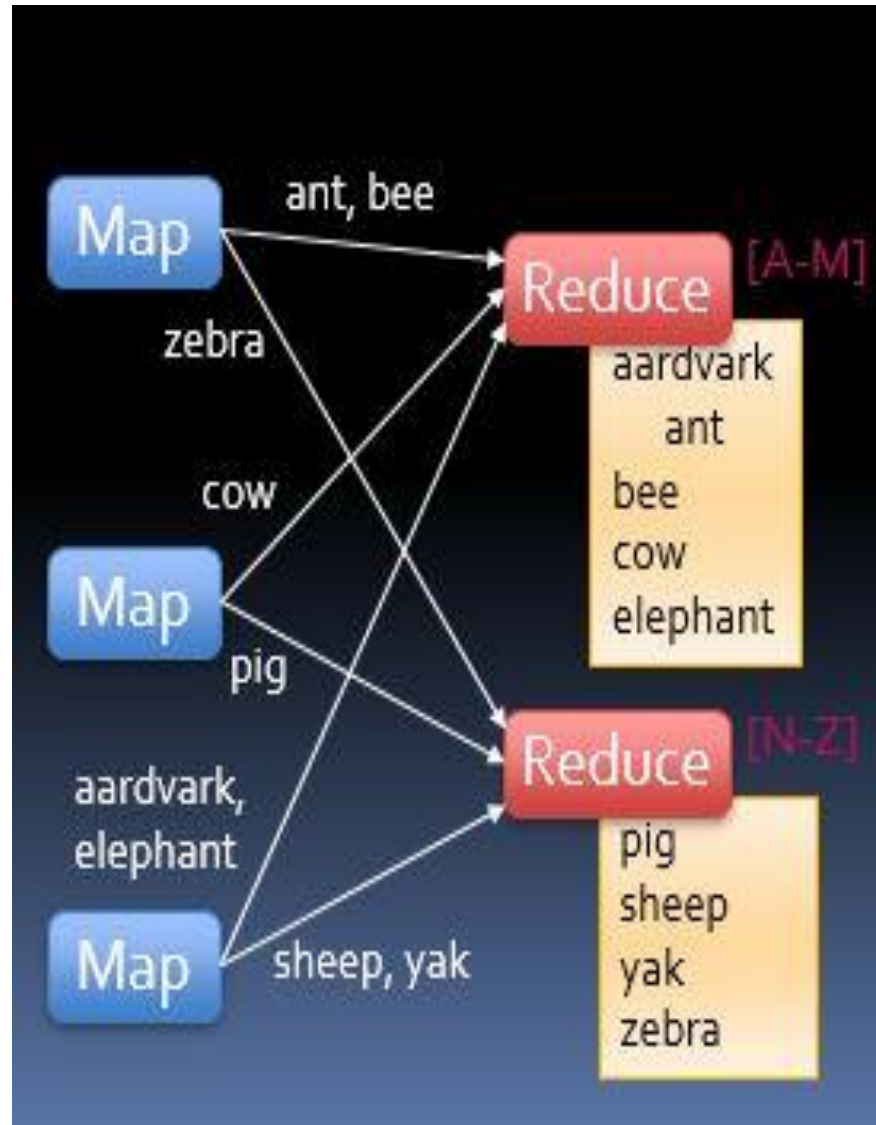 ant, bee
Map
Reduce
[A-M]
zebra
aardvark
ant
bee
cow
elephant
cow
Map
pig
Reduce
[N-Z]
aardvark,
elephant
pig
sheep
yak
zebra
Map
sheep, yak